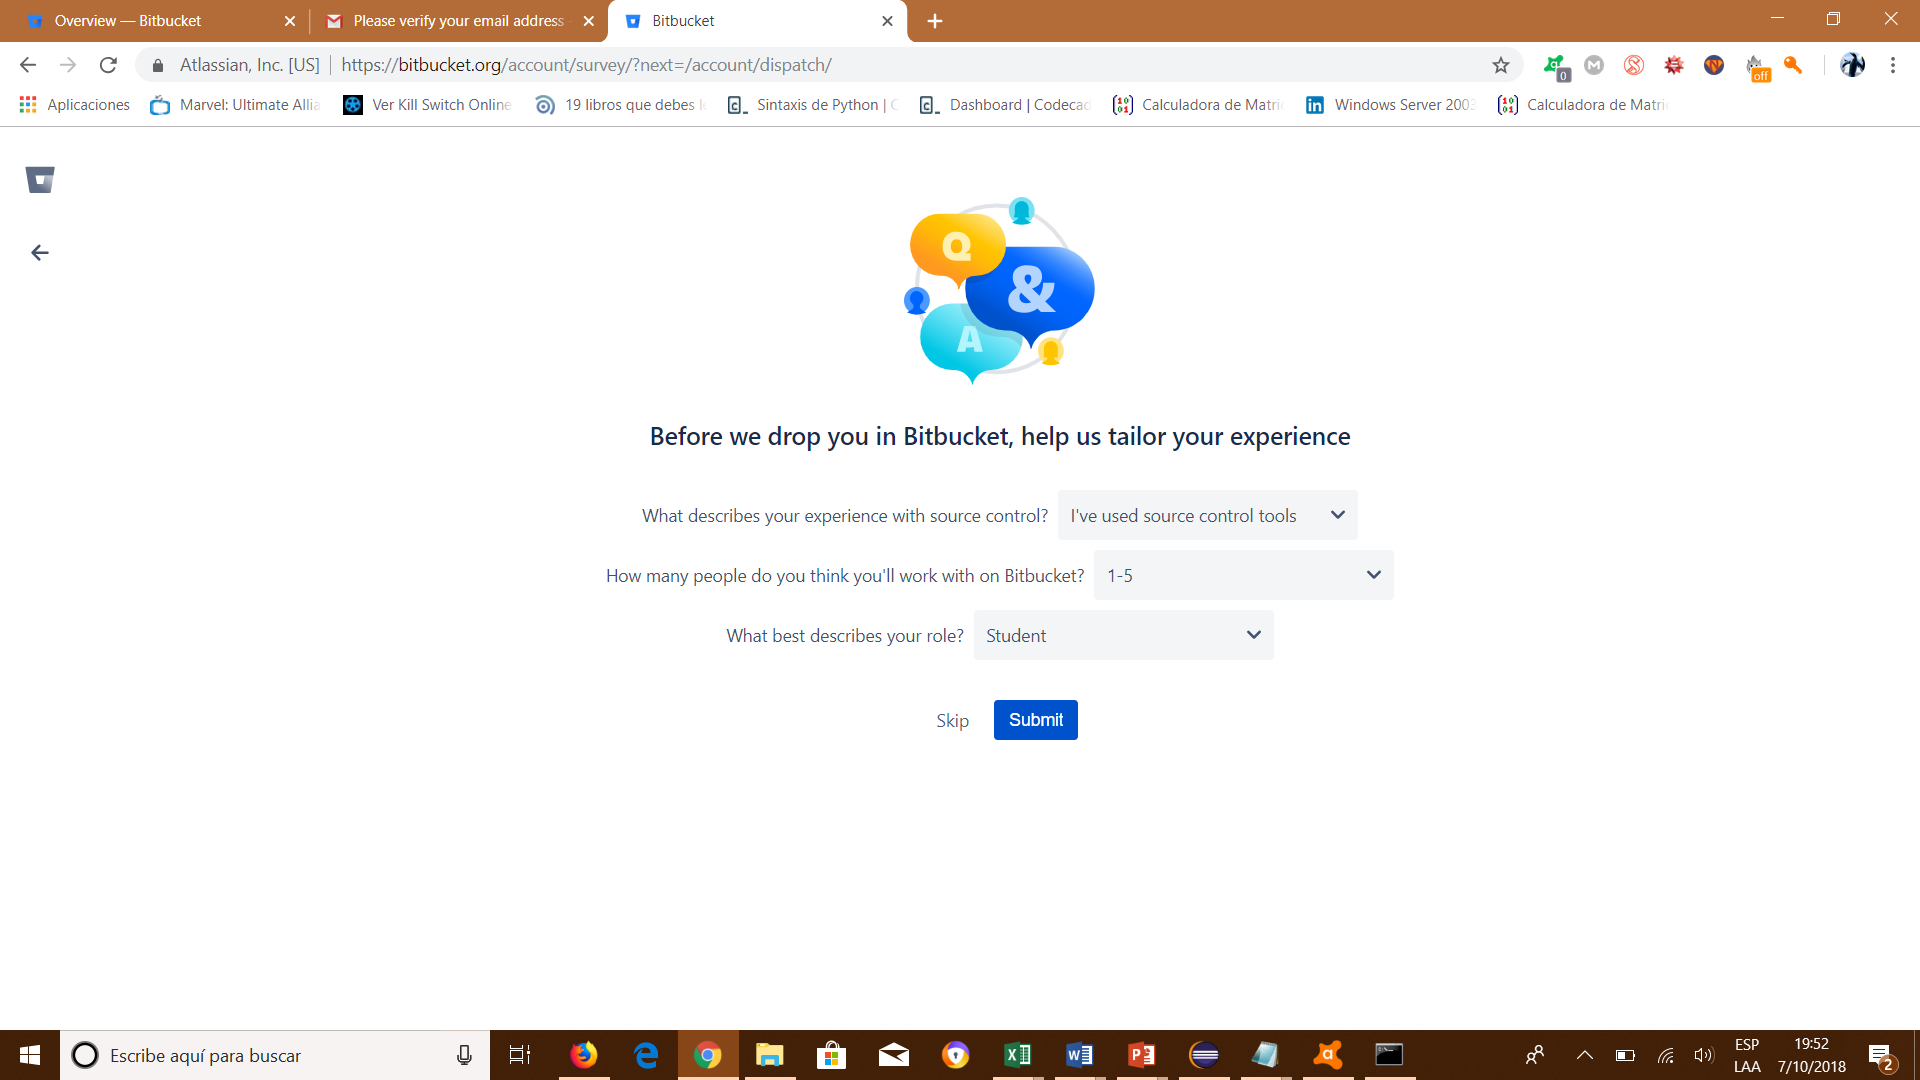 Overview — Bitbucket
Please verify your email address
Bitbucket
Atlassian, Inc. [US]
https://bitbucket.org/account/survey/?next=/account/dispatch/
0
off
Aplicaciones
Marvel: Ultimate Allia
Ver Kill Switch Online
19 libros que debes
Sintaxis de Python |
Dashboard | Codecad
Calculadora de Matri
Windows Server 2003
Calculadora de Matri
Q
&
A
Before we drop you in Bitbucket, help us tailor your experience
What describes your experience with source control? I've used source control tools
How many people do you think you'll work with on Bitbucket? 1-5
What best describes your role? Student
Skip Submit
Escribe aquí para buscar
ESP
LAA
19:52
7/10/2018
2